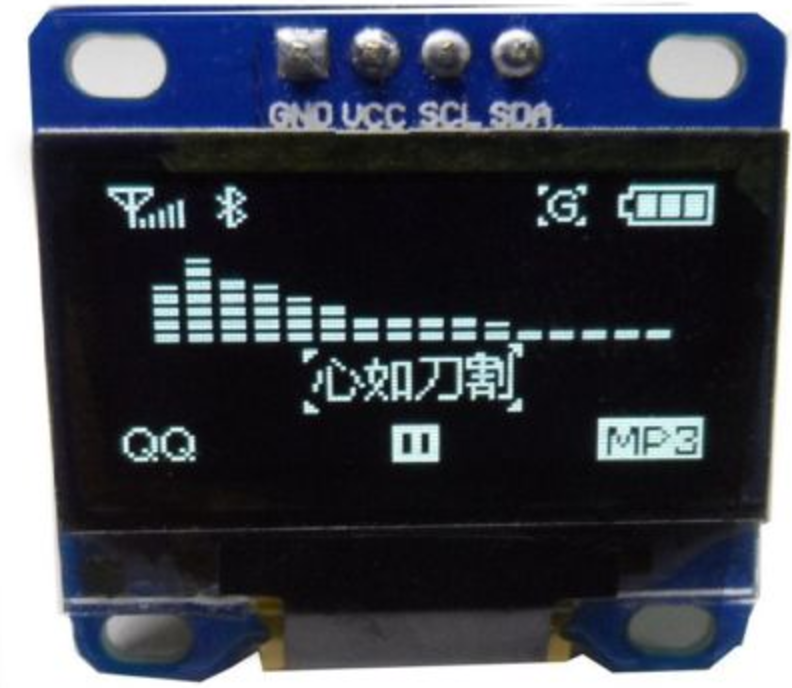 GND VCC SCL SDA
G
心如刀割
QQ MP3